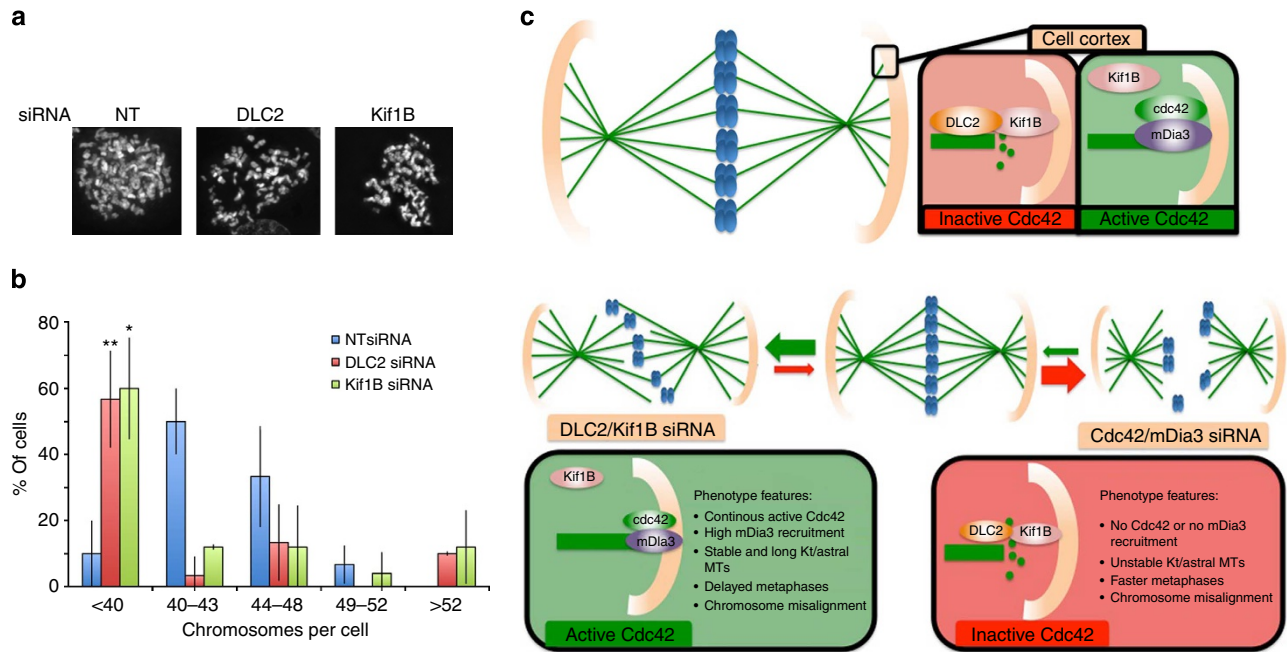 a
siRNA NT DLC2 Kif1B
b
80
60
40
20
0
% Of cells
** *
NTsiRNA
DLC2 siRNA
Kif1B siRNA
<40 40–43 44–48 49–52 >52
Chromosomes per cell
c
Cell cortex
DLC2 Kif1B
Inactive Cdc42
Kif1B
cdc42
mDia3
Active Cdc42
DLC2/Kif1B siRNA
Cdc42/mDia3 siRNA
Kif1B
cdc42
mDIa3
Phenotype features:
• Continous active Cdc42
• High mDia3 recruitment
• Stable and long Kt/astral
MTs
• Delayed metaphases
• Chromosome misalignment
Active Cdc42
DLC2 Kif1B
Phenotype features:
• No Cdc42 or no mDia3
recruitment
• Unstable Kt/astral MTs
• Faster metaphases
• Chromosome misalignment
Inactive Cdc42